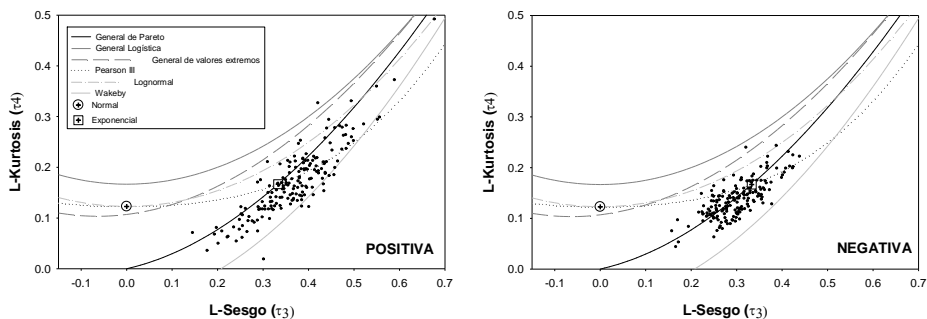 0.5
0.4
0.3
0.2
0.1
0.0
L-Kurtosis (τ4)
General de Pareto
General Logística
General de valores extremos
Pearson III
Lognormal
Wakeby
Normal
Exponencial
POSITIVA
-0.1 0.0 0.1 0.2 0.3 0.4 0.5 0.6 0.7
L-Sesgo (τ3)
0.5
0.4
0.3
0.2
0.1
0.0
L-Kurtosis (τ4)
NEGATIVA
-0.1 0.0 0.1 0.2 0.3 0.4 0.5 0.6 0.7
L-Sesgo (τ3)